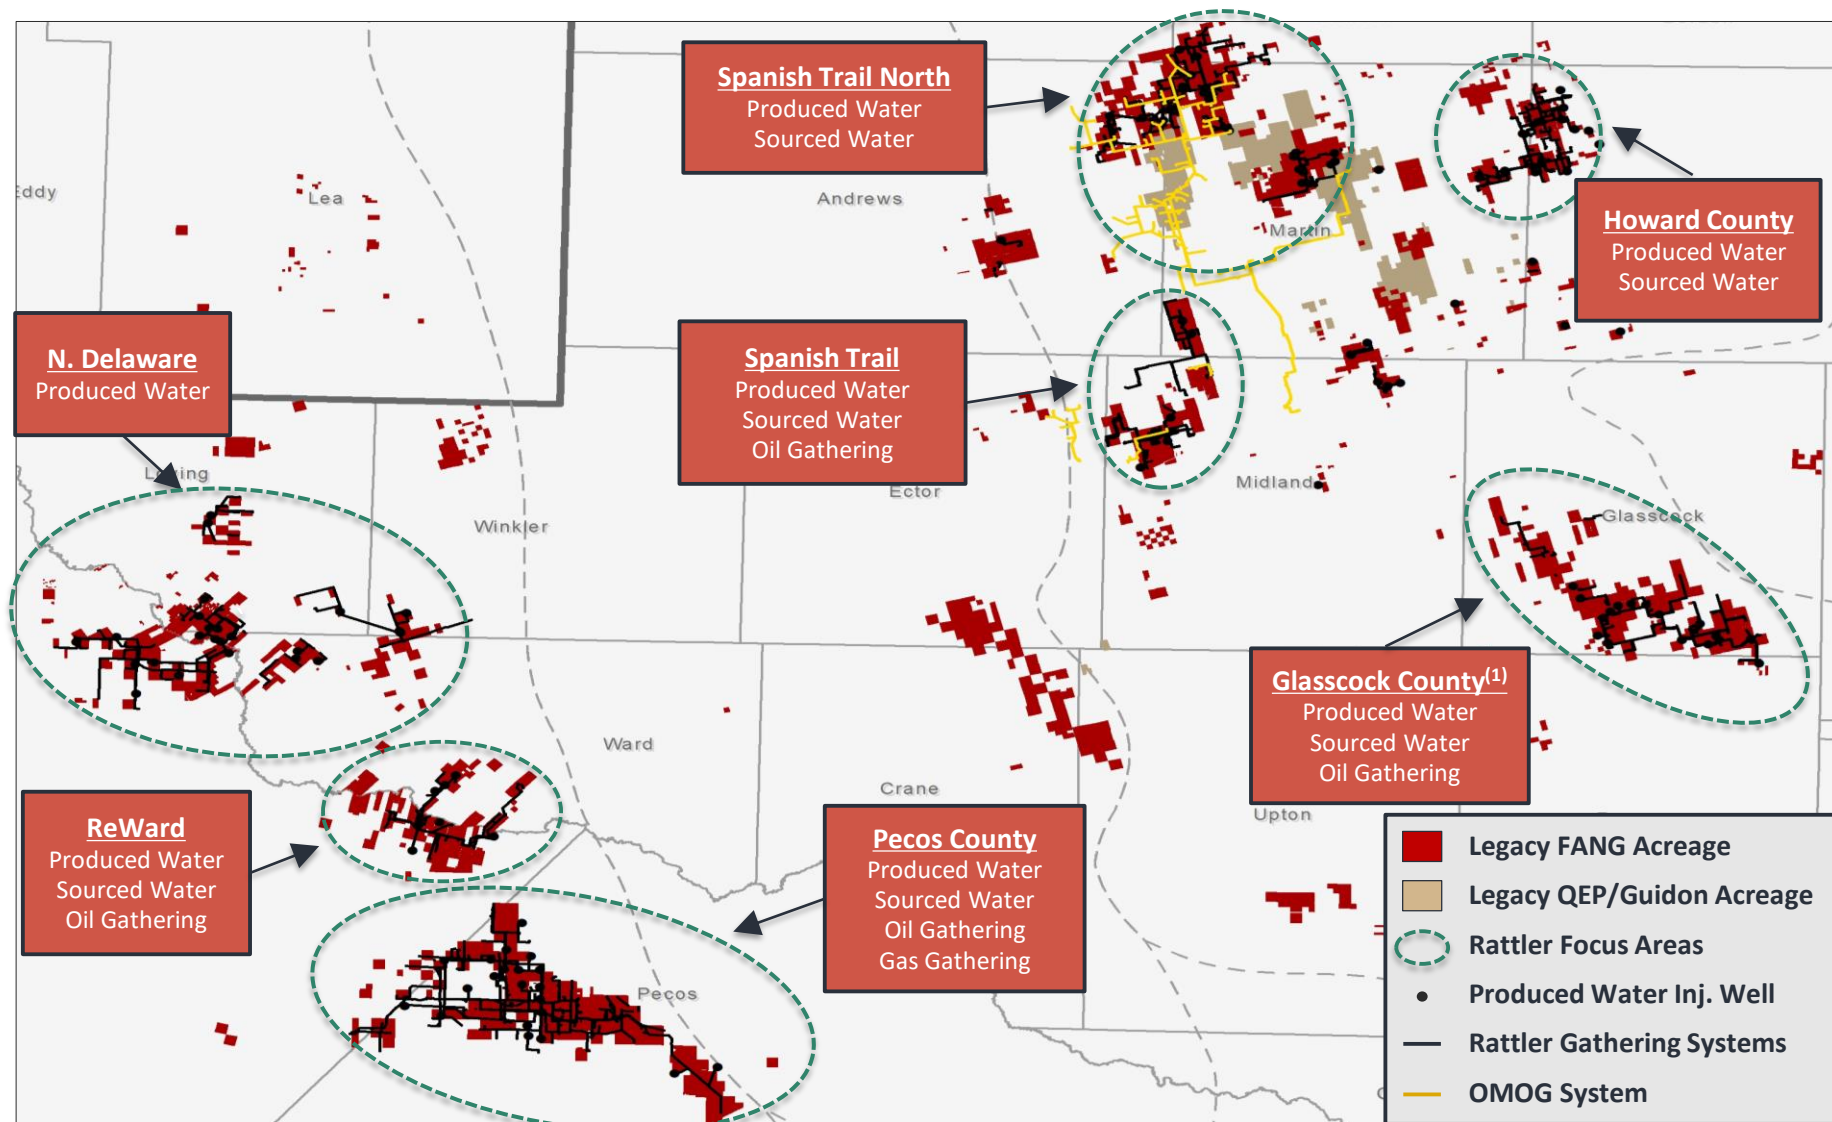 Spanish Trail North
Produced Water
Sourced Water
Eddy
Lea
Andrews
Martin
Howard County
Produced Water
Sourced Water
N. Delaware
Produced Water
Spanish Trail
Produced Water
Sourced Water
Oil Gathering
Loving
Winkler
Ector
Midland
Glasscock
Glasscock County(1)
Produced Water
Sourced Water
Oil Gathering
Ward
Crane
Upton
ReWard
Produced Water
Sourced Water
Oil Gathering
Pecos County
Produced Water
Sourced Water
Oil Gathering
Gas Gathering
Pecos
Legacy FANG Acreage
Legacy QEP/Guidon Acreage
Rattler Focus Areas
Produced Water Inj. Well
Rattler Gathering Systems
OMOG System